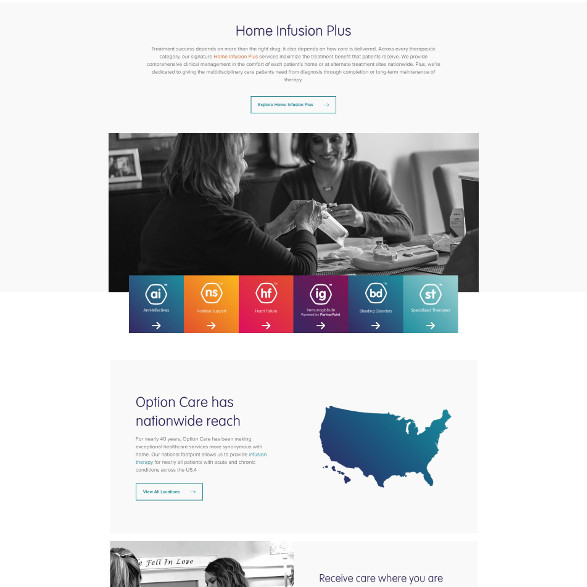 Home Infusion Plus
Treatment success depends on more than the right drug; it also depends on how care is delivered. Across every therapeutic
category, our signature Home Infusion Plus services maximize the treatment benefit that patients receive. We provide
comprehensive clinical management in the comfort of each patient's home or at alternate treatment sites nationwide. Plus, we're
dedicated to giving the multidisciplinary care patients need from diagnosis through completion or long-term maintenance of
therapy.
Explore Home Infusion Plus
ai
ns
hf
ig
bd
st
Anti-Infectives
Nutrition Support
Heart Failure
Immunoglobulin
Powered by PartnerPoint
Bleeding Disorders
Specialized Therapies
Option Care has
nationwide reach
For nearly 40 years, Option Care has been making
exceptional healthcare services more synonymous with
home. Our national footprint allows us to provide infusion
therapy for nearly all patients with acute and chronic
conditions across the USA
View All Locations
Fell In Love
Receive care where you are